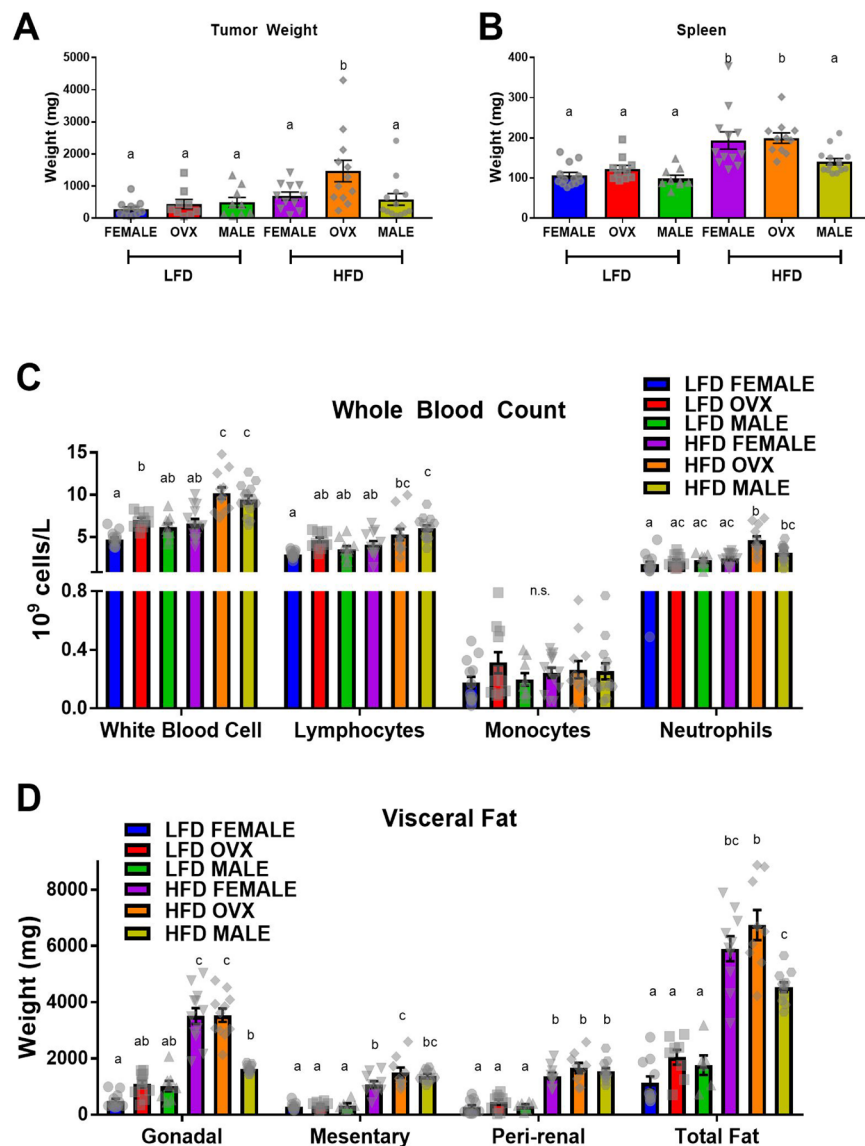 A
Tumor Weight
5000
4000
3000
2000
1000
0
Weight (mg)
a
a
a
a
b
a
FEMALE OVX MALE FEMALE OVX MALE
LFD HFD
B
Spleen
400
300
200
100
0
Weight (mg)
a
a
a
b
b
a
FEMALE OVX MALE FEMALE OVX MALE
LFD HFD
C
Whole Blood Count
LFD FEMALE
LFD OVX
LFD MALE
HFD FEMALE
HFD OVX
HFD MALE
15
10
5
0.8
0.4
0.0
10⁹ cells/L
a b ab ab c c
a ab ab ab bc c
n.s.
a ac ac ac b bc
White Blood Cell Lymphocytes Monocytes Neutrophils
D
Visceral Fat
LFD FEMALE
LFD OVX
LFD MALE
HFD FEMALE
HFD OVX
HFD MALE
8000
6000
4000
2000
0
Weight (mg)
a ab ab c c b
a a a b c bc
a a a b b b
a a a bc b c
Gonadal Mesentary Peri-renal Total Fat